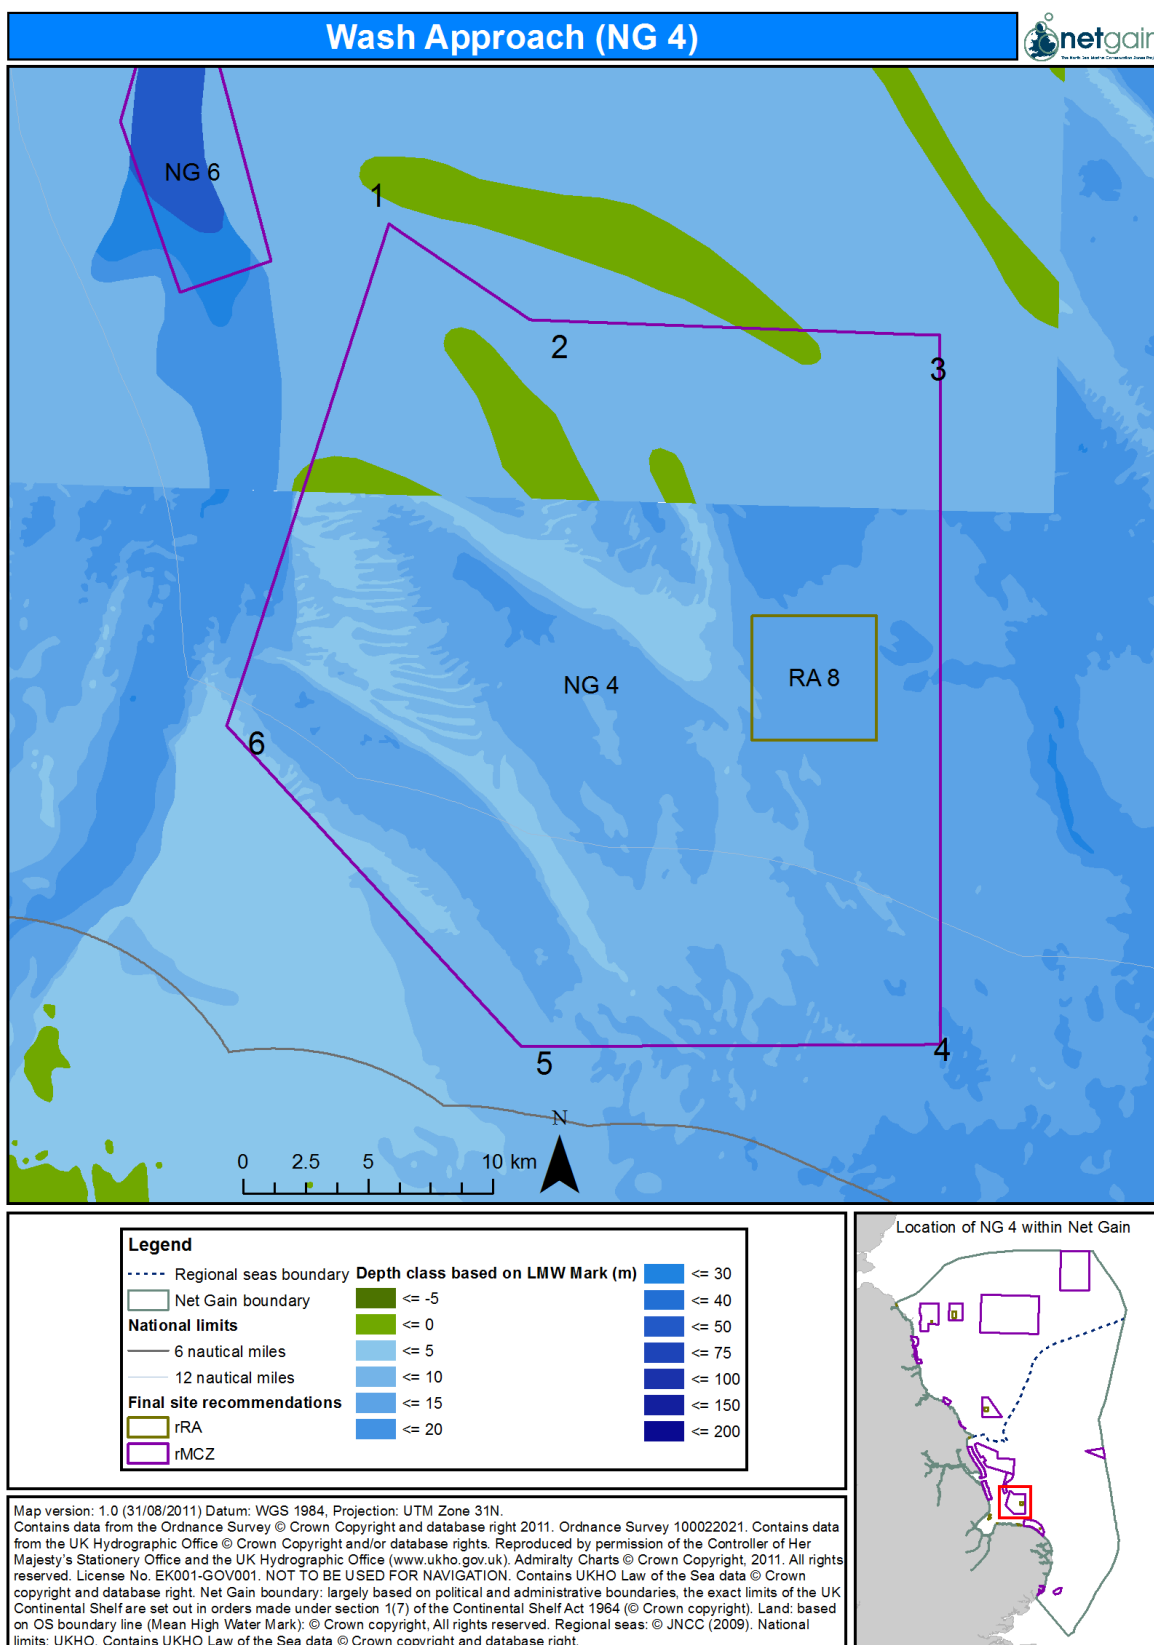 Wash Approach (NG 4)
netgain
The North Sea Marine Conservation Zones Project
NG 6
1
2
3
NG 4
RA 8
6
5
4
N
0 2.5 5 10 km
Legend
Regional seas boundary
Net Gain boundary
National limits
6 nautical miles
12 nautical miles
Final site recommendations
rRA
rMCZ
Depth class based on LMW Mark (m)
<= -5
<= 0
<= 5
<= 10
<= 15
<= 20
<= 30
<= 40
<= 50
<= 75
<= 100
<= 150
<= 200
Location of NG 4 within Net Gain
Map version: 1.0 (31/08/2011) Datum: WGS 1984, Projection: UTM Zone 31N.
Contains data from the Ordnance Survey © Crown Copyright and database right 2011. Ordnance Survey 100022021. Contains data
from the UK Hydrographic Office © Crown Copyright and/or database rights. Reproduced by permission of the Controller of Her
Majesty's Stationery Office and the UK Hydrographic Office (www.ukho.gov.uk). Admiralty Charts © Crown Copyright, 2011. All rights
reserved. License No. EK001-GOV001. NOT TO BE USED FOR NAVIGATION. Contains UKHO Law of the Sea data © Crown
copyright and database right. Net Gain boundary: largely based on political and administrative boundaries, the exact limits of the UK
Continental Shelf are set out in orders made under section 1(7) of the Continental Shelf Act 1964 (© Crown copyright). Land: based
on OS boundary line (Mean High Water Mark): © Crown copyright, All rights reserved. Regional seas: © JNCC (2009). National
limits: UKHO. Contains UKHO Law of the Sea data © Crown copyright and database right.